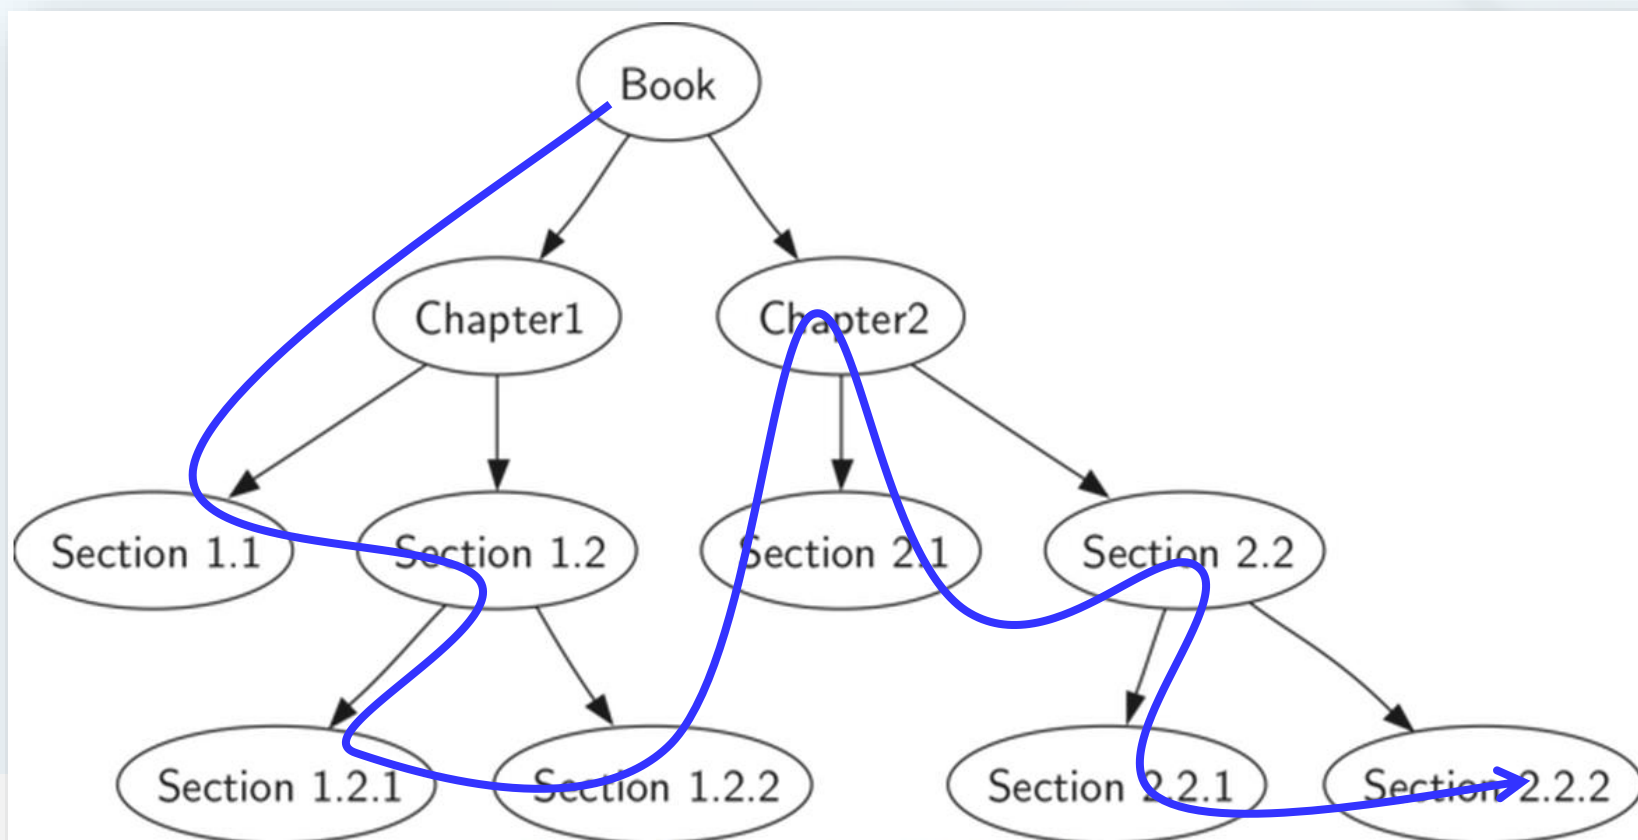 Book
Chapter1 Chapter2
Section 1.1 Section 1.2 Section 2.1 Section 2.2
Section 1.2.1 Section 1.2.2 Section 2.2.1 Section 2.2.2